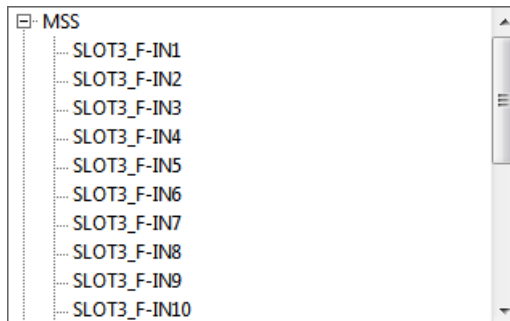 MSS
SLOT3_F-IN1
SLOT3_F-IN2
SLOT3_F-IN3
SLOT3_F-IN4
SLOT3_F-IN5
SLOT3_F-IN6
SLOT3_F-IN7
SLOT3_F-IN8
SLOT3_F-IN9
SLOT3_F-IN10